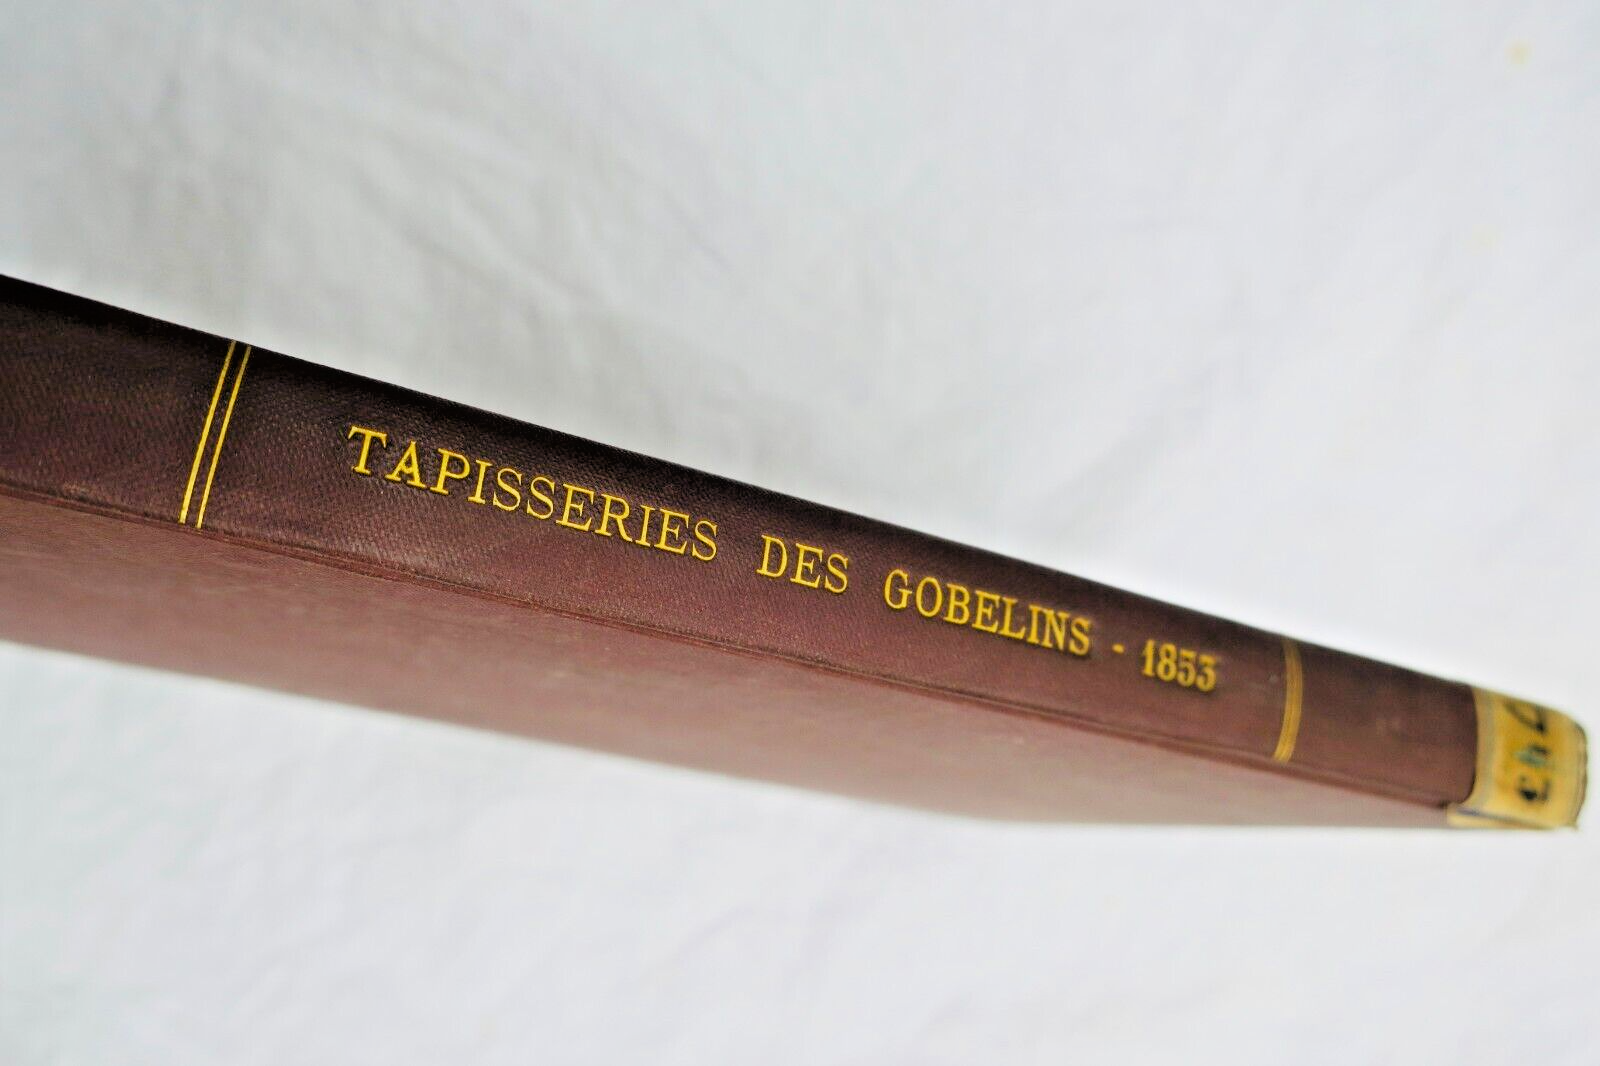 TAPISSERIES DES GOBELINS - 1853